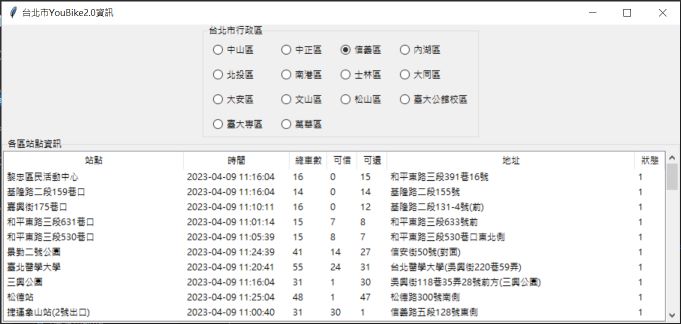 台北市YouBike2.0資訊
台北市行政區
中山區 中正區 信義區 內湖區
北投區 南港區 士林區 大同區
大安區 文山區 松山區 臺大公館校區
臺大專區 萬華區
各區站點資訊
站點 時間 總車數 可借 可還 地址 狀態
黎忠區民活動中心 2023-04-09 11:16:04 16 0 15 和平東路三段391巷16號 1
基隆路二段159巷口 2023-04-09 11:16:04 14 0 14 基隆路二段155號 1
嘉興街175巷口 2023-04-09 11:10:11 16 0 12 基隆路二段131-4號(前) 1
和平東路三段631巷口 2023-04-09 11:01:14 15 7 8 和平東路三段633號前 1
和平東路三段530巷口 2023-04-09 11:05:39 15 8 7 和平東路三段530巷口東北側 1
景勤二號公園 2023-04-09 11:24:39 41 14 27 信安街50號(對面) 1
臺北醫學大學 2023-04-09 11:20:41 55 24 31 台北醫學大學(吳興街220巷59弄) 1
三興公園 2023-04-09 11:16:04 31 1 30 吳興街118巷35弄28號前方(三興公園) 1
松德站 2023-04-09 11:25:04 48 1 47 松德路300號南側 1
捷運象山站(2號出口) 2023-04-09 11:00:40 31 30 1 信義路五段128號東側 1